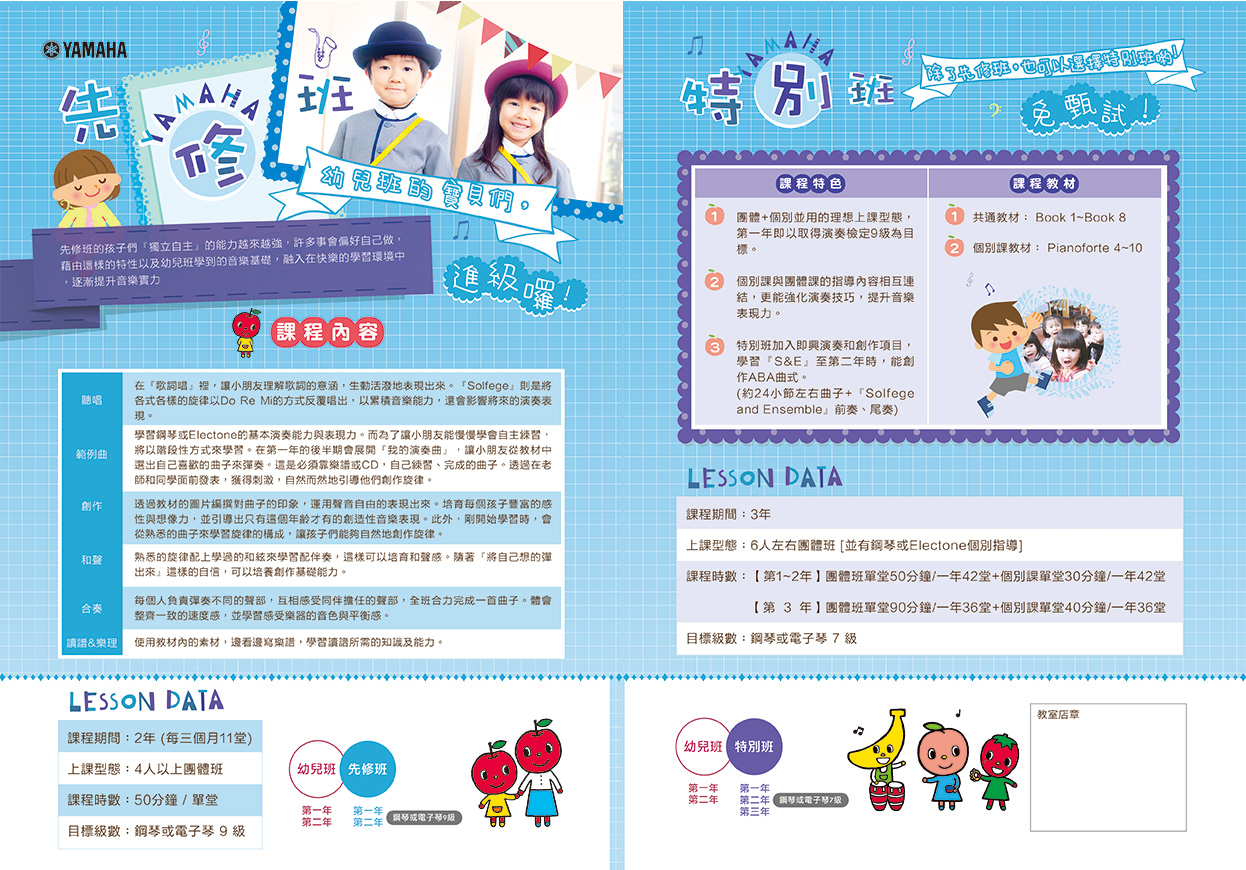 YAMAHA
先修班
YAMAHA
幼兒班的寶貝們，
進級囉！
先修班的孩子們『獨立自主』的能力越來越強，許多事會偏好自己做，
藉由這樣的特性以及幼兒班學到的音樂基礎，融入在快樂的學習環境中
，逐漸提升音樂實力
課程內容
聽唱
在『歌詞唱』裡，讓小朋友理解歌詞的意涵，生動活潑地表現出來。『Solfege』則是將
各式各樣的旋律以Do Re Mi的方式反覆唱出，以累積音樂能力，還會影響將來的演奏表
現。
範例曲
學習鋼琴或Electone的基本演奏能力與表現力。而為了讓小朋友能慢慢學會自主練習，
將以階段性方式來學習。在第一年的後半期會展開『我的演奏曲」，讓小朋友從教材中
選出自己喜歡的曲子來彈奏。這是必須靠樂譜或CD，自己練習、完成的曲子。透過在老
師和同學面前發表，獲得刺激，自然而然地引導他們創作旋律。
創作
透過教材的圖片編撰對曲子的印象，運用聲音自由的表現出來。培育每個孩子豐富的感
性與想像力，並引導出只有這個年齡才有的創造性音樂表現。此外，剛開始學習時，會
從熟悉的曲子來學習旋律的構成，讓孩子們能夠自然地創作旋律。
和聲
熟悉的旋律配上學過的和絃來學習配伴奏，這樣可以培育和聲感。隨著『將自己想的彈
出來』這樣的自信，可以培養創作基礎能力。
合奏
每個人負責彈奏不同的聲部，互相感受同伴擔任的聲部，全班合力完成一首曲子。體會
整齊一致的速度感，並學習感受樂器的音色與平衡感。
讀譜&樂理
使用教材內的素材，邊看邊寫樂譜，學習讀譜所需的知識及能力。
LESSON DATA
課程期間：2年 (每三個月11堂)
上課型態：4人以上團體班
課程時數：50分鐘 / 單堂
目標級數：鋼琴或電子琴 9 級
幼兒班 先修班
第一年 第一年
第二年 第二年 鋼琴或電子琴9級
特別班
YAMAHA
除了先修班，也可以選擇特別班喲！
免甄試！
課程特色
1 團體+個別並用的理想上課型態，
第一年即以取得演奏檢定9級為目
標。
2 個別課與團體課的指導內容相互連
結，更能強化演奏技巧，提升音樂
表現力。
3 特別班加入即興演奏和創作項目，
學習『S&E』至第二年時，能創
作ABA曲式。
(約24小節左右曲子+『Solfege
and Ensemble』前奏、尾奏)
課程教材
1 共通教材： Book 1~Book 8
2 個別課教材： Pianoforte 4~10
LESSON DATA
課程期間：3年
上課型態：6人左右團體班 [並有鋼琴或Electone個別指導]
課程時數：【 第1~2年 】團體班單堂50分鐘/一年42堂+個別課單堂30分鐘/一年42堂
【 第 3 年 】團體班單堂90分鐘/一年36堂+個別課單堂40分鐘/一年36堂
目標級數：鋼琴或電子琴 7 級
幼兒班 特別班
第一年 第一年
第二年 第二年 鋼琴或電子琴7級
第三年
教室店章